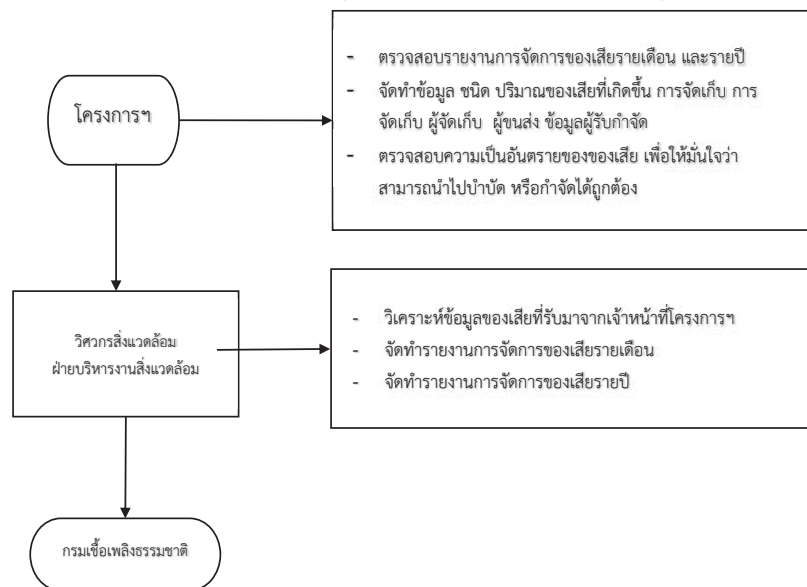 โครงการฯ
- ตรวจสอบรายงานการจัดการของเสียรายเดือน และรายปี
- จัดทำข้อมูล ชนิด ปริมาณของเสียที่เกิดขึ้น การจัดเก็บ การ
จัดเก็บ ผู้จัดเก็บ ผู้ขนส่ง ข้อมูลผู้รับกำจัด
- ตรวจสอบความเป็นอันตรายของของเสีย เพื่อให้มั่นใจว่า
สามารถนำไปบำบัด หรือกำจัดได้ถูกต้อง
วิศวกรสิ่งแวดล้อม
ฝ่ายบริหารงานสิ่งแวดล้อม
- วิเคราะห์ข้อมูลของเสียที่รับมาจากเจ้าหน้าที่โครงการฯ
- จัดทำรายงานการจัดการของเสียรายเดือน
- จัดทำรายงานการจัดการของเสียรายปี
กรมเชื้อเพลิงธรรมชาติ